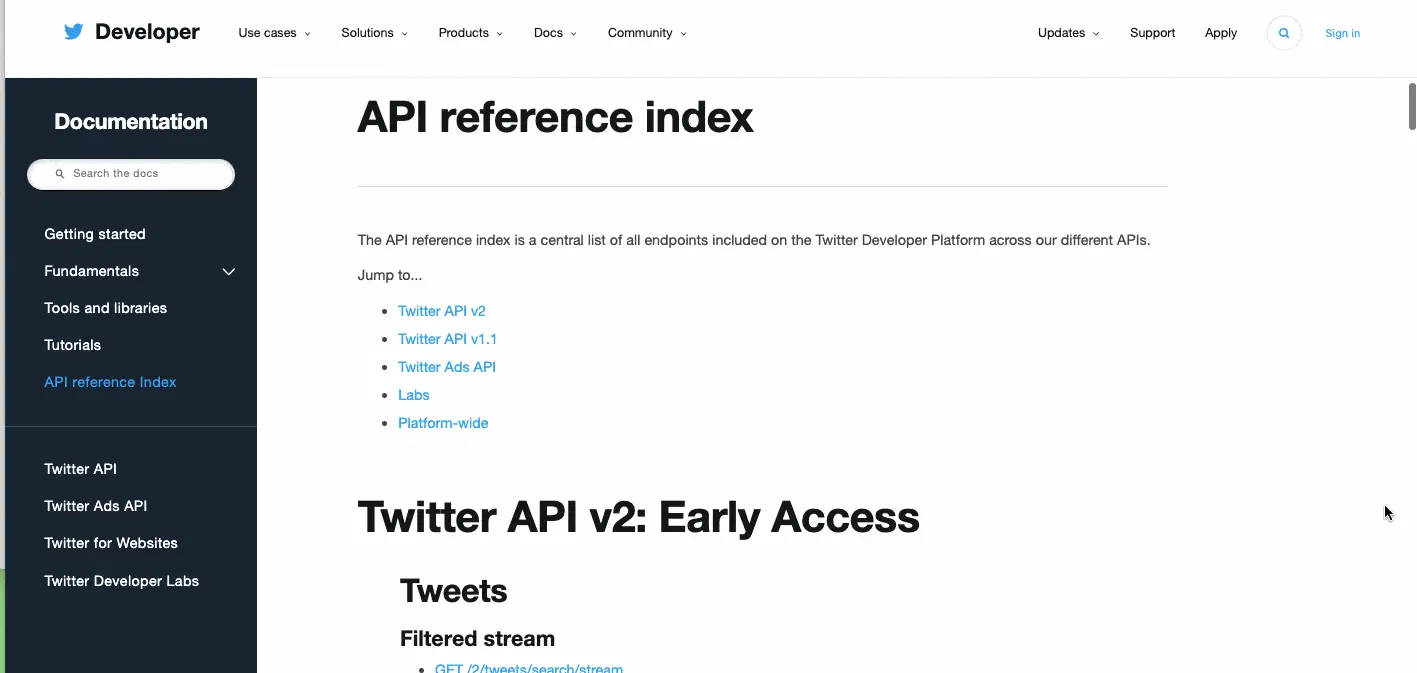 Developer Use cases Solutions Products Docs Community Updates Support Apply Sign in
Documentation
Search the docs
Getting started
Fundamentals
Tools and libraries
Tutorials
API reference Index
Twitter API
Twitter Ads API
Twitter for Websites
Twitter Developer Labs
API reference index
The API reference index is a central list of all endpoints included on the Twitter Developer Platform across our different APIs.
Jump to...
Twitter API v2
Twitter API v1.1
Twitter Ads API
Labs
Platform-wide
Twitter API v2: Early Access
Tweets
Filtered stream
GET /2/tweets/search/stream